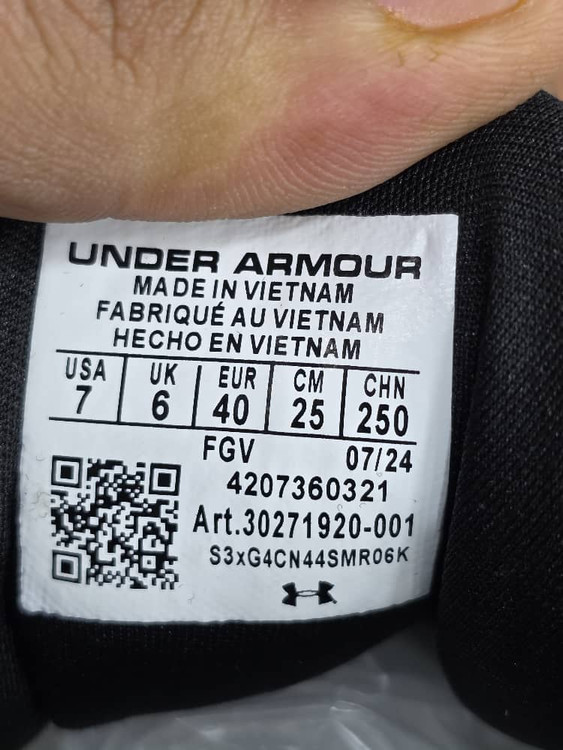 UNDER ARMOUR
MADE IN VIETNAM
FABRIQUÉ AU VIETNAM
HECHO EN VIETNAM
USA UK EUR CM CHN
7 6 40 25 250
FGV 07/24
4207360321
Art.30271920-001
S3xG4CN44SMR06K